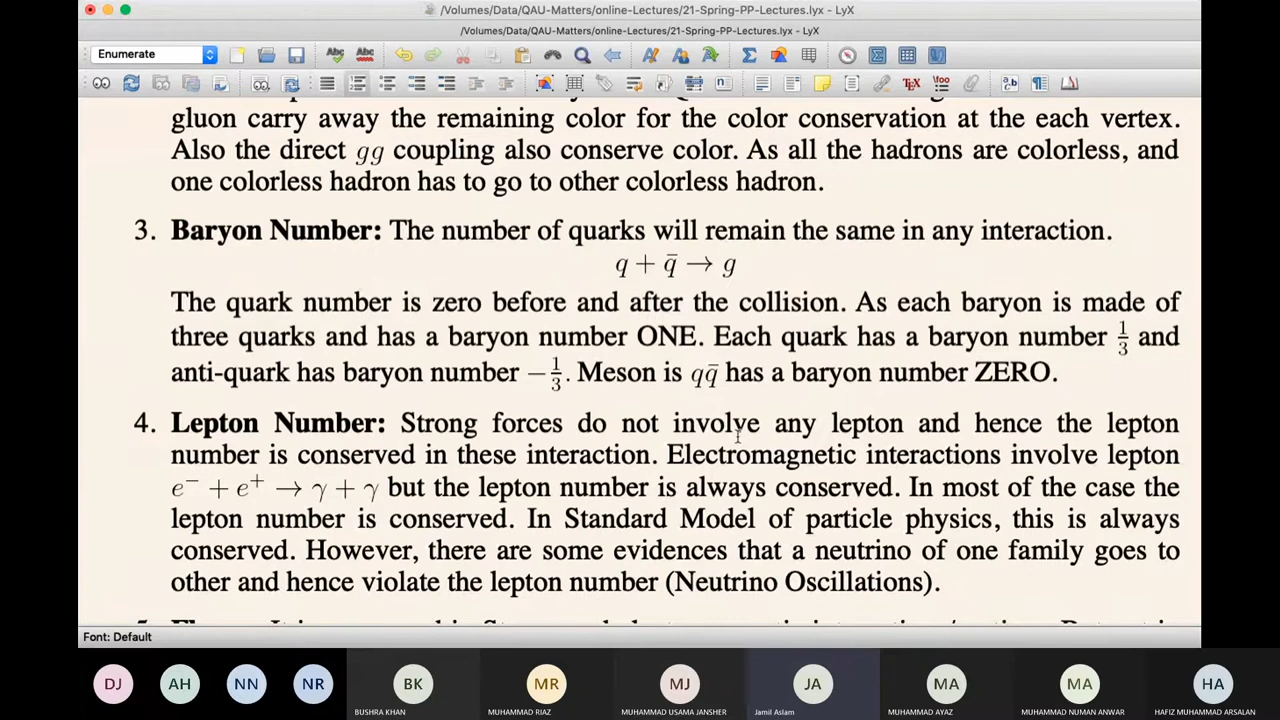 /Volumes/Data/QAU-Matters/online-Lectures/21-Spring-PP-Lectures.lyx - LyX
/Volumes/Data/QAU-Matters/online-Lectures/21-Spring-PP-Lectures.lyx - LyX
Enumerate
gluon carry away the remaining color for the color conservation at the each vertex.
Also the direct gg coupling also conserve color. As all the hadrons are colorless, and
one colorless hadron has to go to other colorless hadron.
3. Baryon Number: The number of quarks will remain the same in any interaction.
q + q̄ → g
The quark number is zero before and after the collision. As each baryon is made of
three quarks and has a baryon number ONE. Each quark has a baryon number 1/3 and
anti-quark has baryon number −1/3. Meson is qq̄ has a baryon number ZERO.
4. Lepton Number: Strong forces do not involve any lepton and hence the lepton
number is conserved in these interaction. Electromagnetic interactions involve lepton
e⁻ + e⁺ → γ + γ but the lepton number is always conserved. In most of the case the
lepton number is conserved. In Standard Model of particle physics, this is always
conserved. However, there are some evidences that a neutrino of one family goes to
other and hence violate the lepton number (Neutrino Oscillations).
Font: Default
DJ AH NN NR BK MR MJ JA MA MA HA
BUSHRA KHAN MUHAMMAD RIAZ MUHAMMAD USAMA JANSHER Jamil Aslam MUHAMMAD AYAZ MUHAMMAD NUMAN ANWAR HAFIZ MUHAMMAD ARSALAN